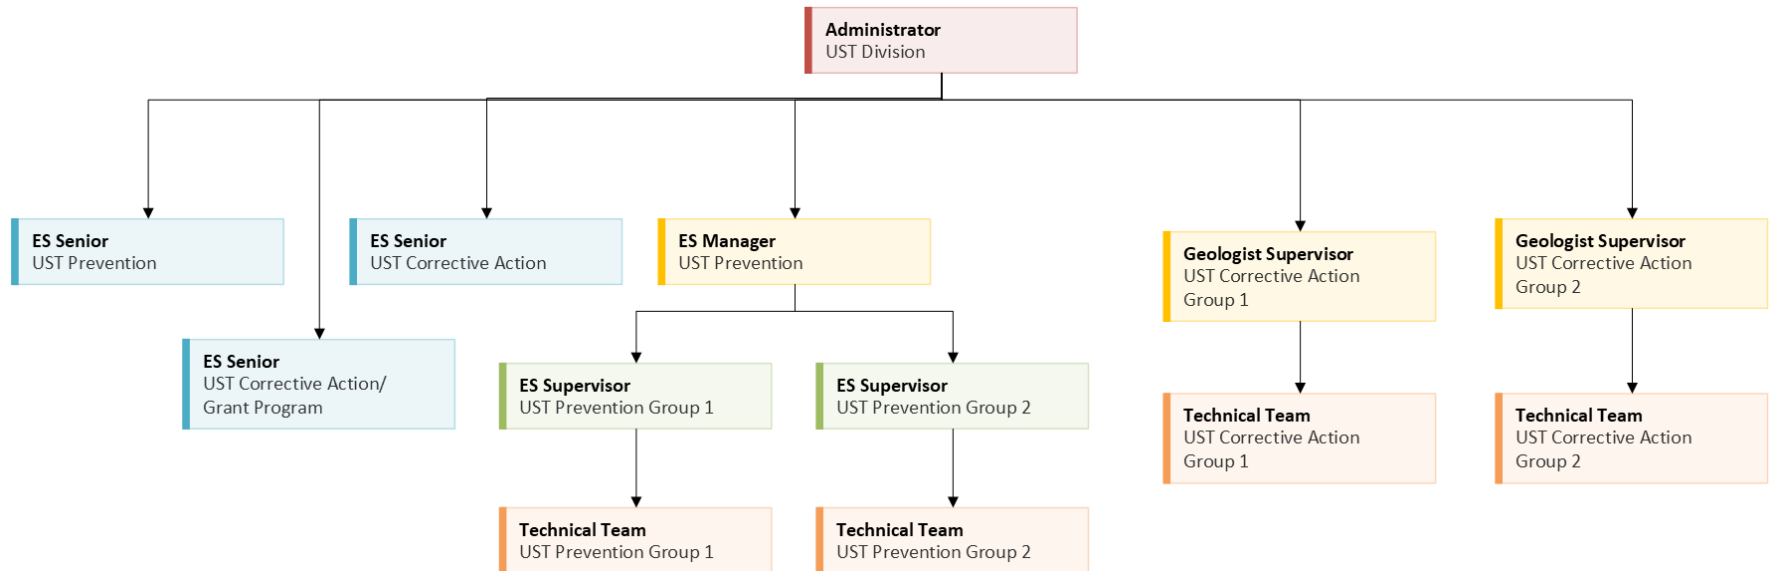 Administrator
UST Division
ES Senior
UST Prevention
ES Senior
UST Corrective Action
ES Manager
UST Prevention
Geologist Supervisor
UST Corrective Action
Group 1
Geologist Supervisor
UST Corrective Action
Group 2
ES Senior
UST Corrective Action/
Grant Program
ES Supervisor
UST Prevention Group 1
ES Supervisor
UST Prevention Group 2
Technical Team
UST Corrective Action
Group 1
Technical Team
UST Corrective Action
Group 2
Technical Team
UST Prevention Group 1
Technical Team
UST Prevention Group 2